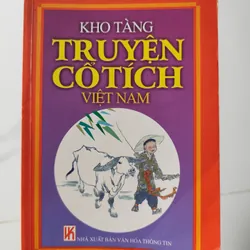 KHO TÀNG
TRUYỆN
CỔ TÍCH
VIỆT NAM
NHÀ XUẤT BẢN VĂN HÓA THÔNG TIN